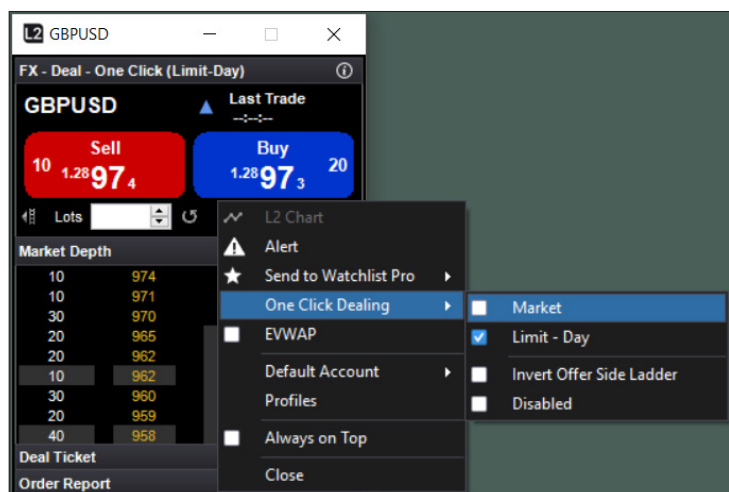 L2 GBPUSD
FX - Deal - One Click (Limit-Day)
GBPUSD
Last Trade
--:--:--
Sell
Buy
10 1.28974
1.28973 20
Lots
Market Depth
10 974
10 971
30 970
20 965
20 962
10 962
30 960
20 959
40 958
Deal Ticket
Order Report
L2 Chart
Alert
Send to Watchlist Pro
One Click Dealing
EVWAP
Default Account
Profiles
Always on Top
Close
Market
Limit - Day
Invert Offer Side Ladder
Disabled